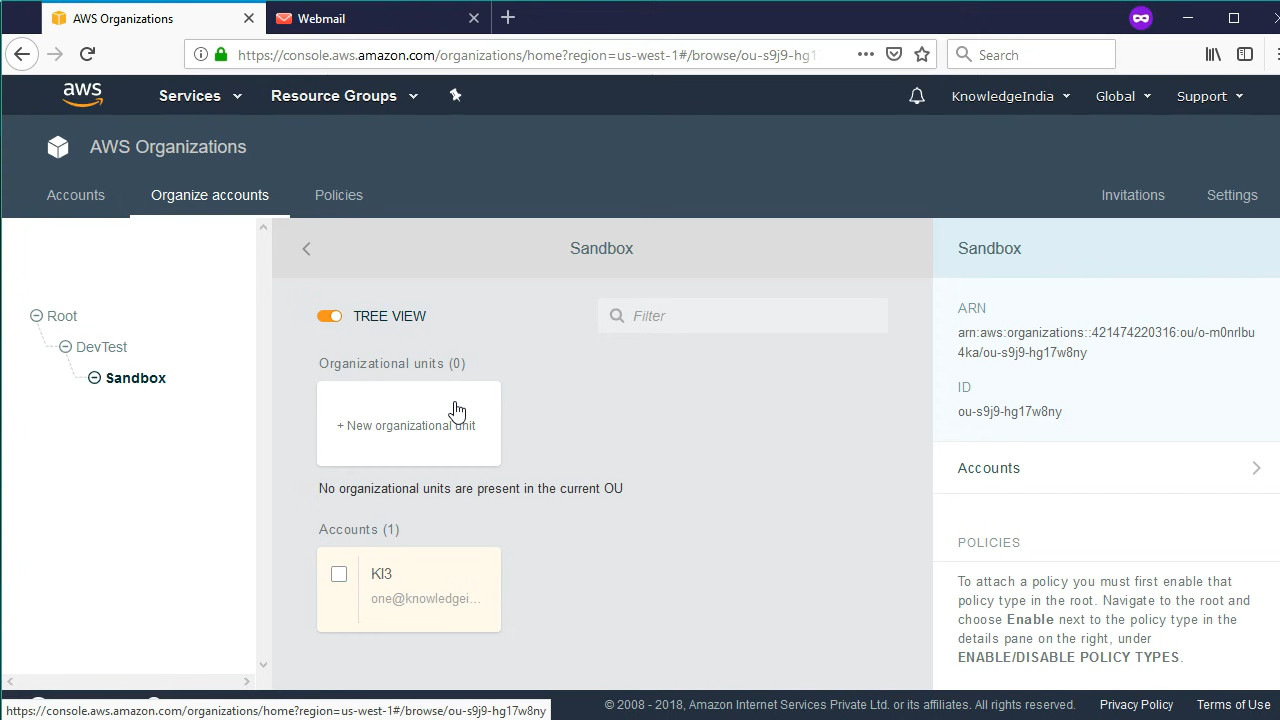 AWS Organizations
Webmail
https://console.aws.amazon.com/organizations/home?region=us-west-1#/browse/ou-s9j9-hg1
Search
aws
Services
Resource Groups
KnowledgeIndia
Global
Support
AWS Organizations
Accounts
Organize accounts
Policies
Invitations
Settings
Root
DevTest
Sandbox
Sandbox
TREE VIEW
Filter
Organizational units (0)
+ New organizational unit
No organizational units are present in the current OU
Accounts (1)
KI3
one@knowledgei...
Sandbox
ARN
arn:aws:organizations::421474220316:ou/o-m0nrlbu
4ka/ou-s9j9-hg17w8ny
ID
ou-s9j9-hg17w8ny
Accounts
POLICIES
To attach a policy you must first enable that
policy type in the root. Navigate to the root and
choose Enable next to the policy type in the
details pane on the right, under
ENABLE/DISABLE POLICY TYPES.
https://console.aws.amazon.com/organizations/home?region=us-west-1#/browse/ou-s9j9-hg17w8ny
© 2008 - 2018, Amazon Internet Services Private Ltd. or its affiliates. All rights reserved.
Privacy Policy
Terms of Use